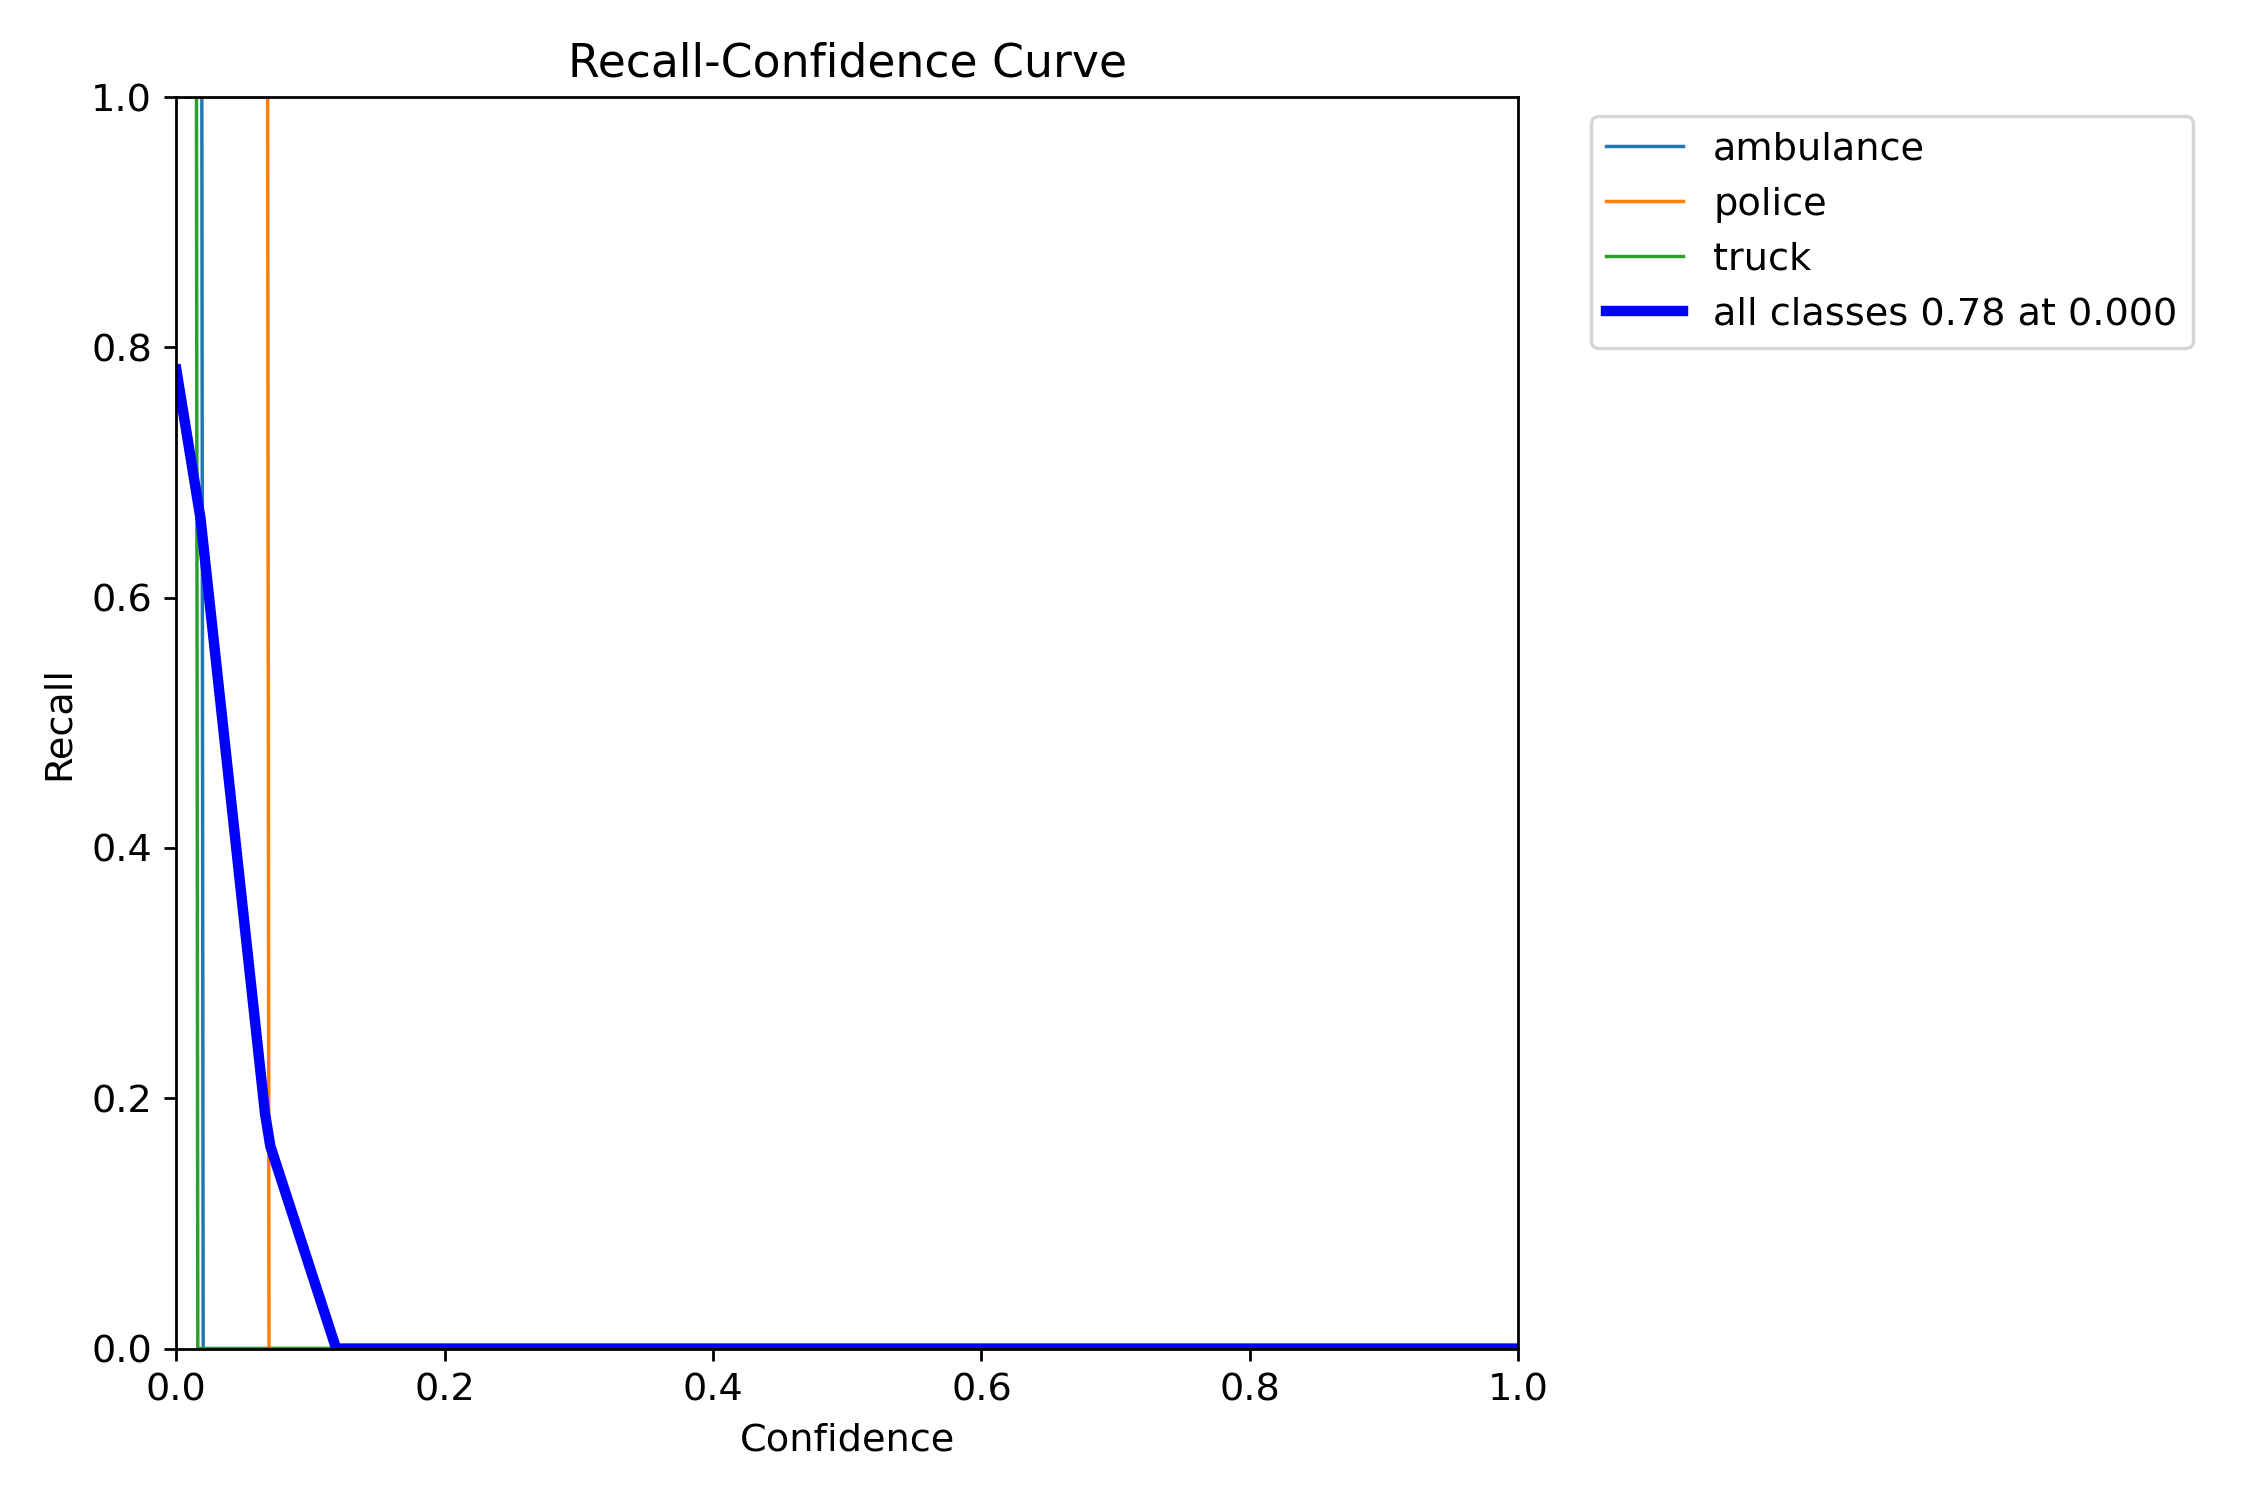 Recall-Confidence Curve
1.0
0.8
0.6
0.4
0.2
0.0
Recall
0.0 0.2 0.4 0.6 0.8 1.0
Confidence
ambulance
police
truck
all classes 0.78 at 0.000